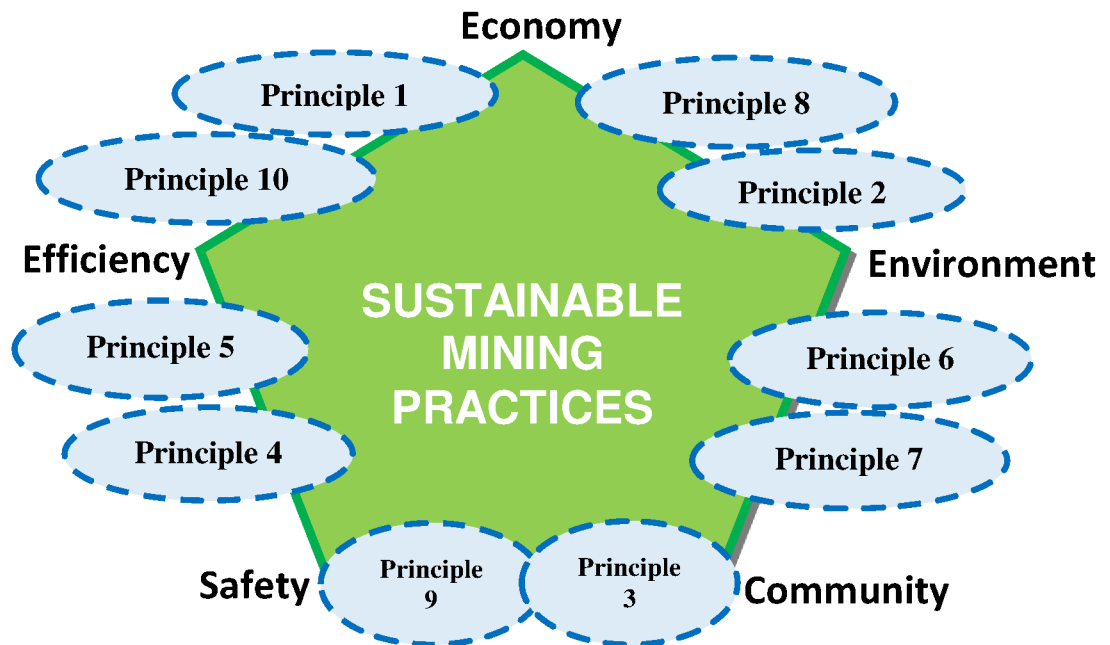 Economy
Principle 1
Principle 8
Principle 10
Principle 2
Efficiency
Environment
SUSTAINABLE
MINING
PRACTICES
Principle 5
Principle 6
Principle 4
Principle 7
Safety
Principle
9
Principle
3
Community